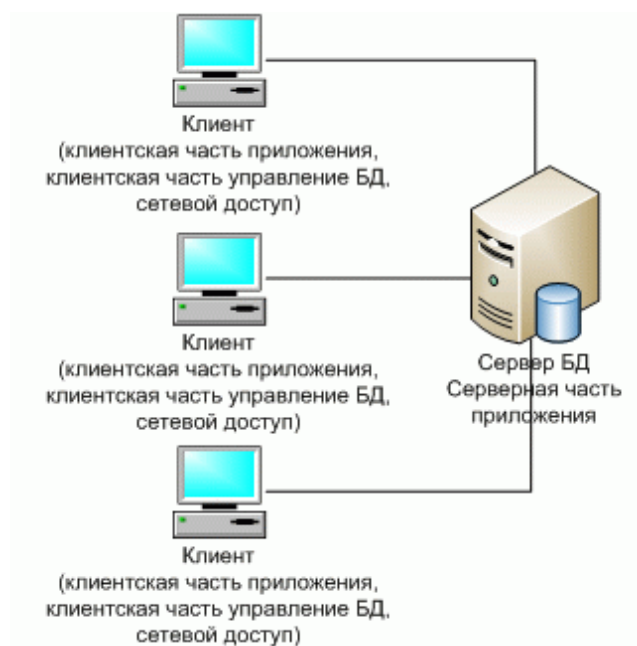 Клиент
(клиентская часть приложения,
клиентская часть управление БД,
сетевой доступ)
Клиент
(клиентская часть приложения,
клиентская часть управление БД,
сетевой доступ)
Сервер БД
Серверная часть
приложения
Клиент
(клиентская часть приложения,
клиентская часть управление БД,
сетевой доступ)